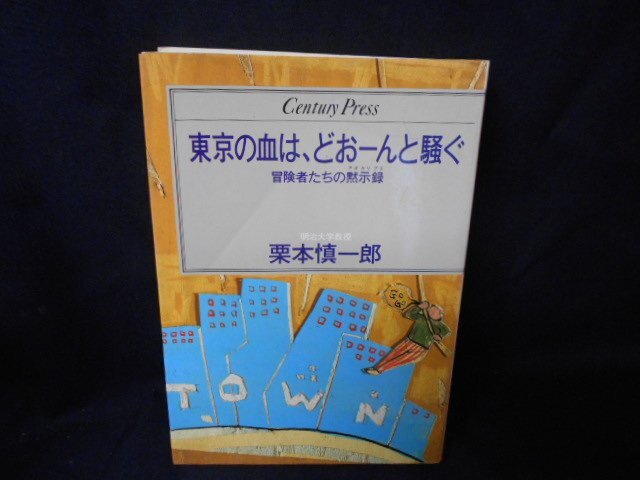 Century Press
東京の血は、どおーんと騒ぐ
冒険者たちの黙示録
明治大学教授
栗本慎一郎
T.OWN